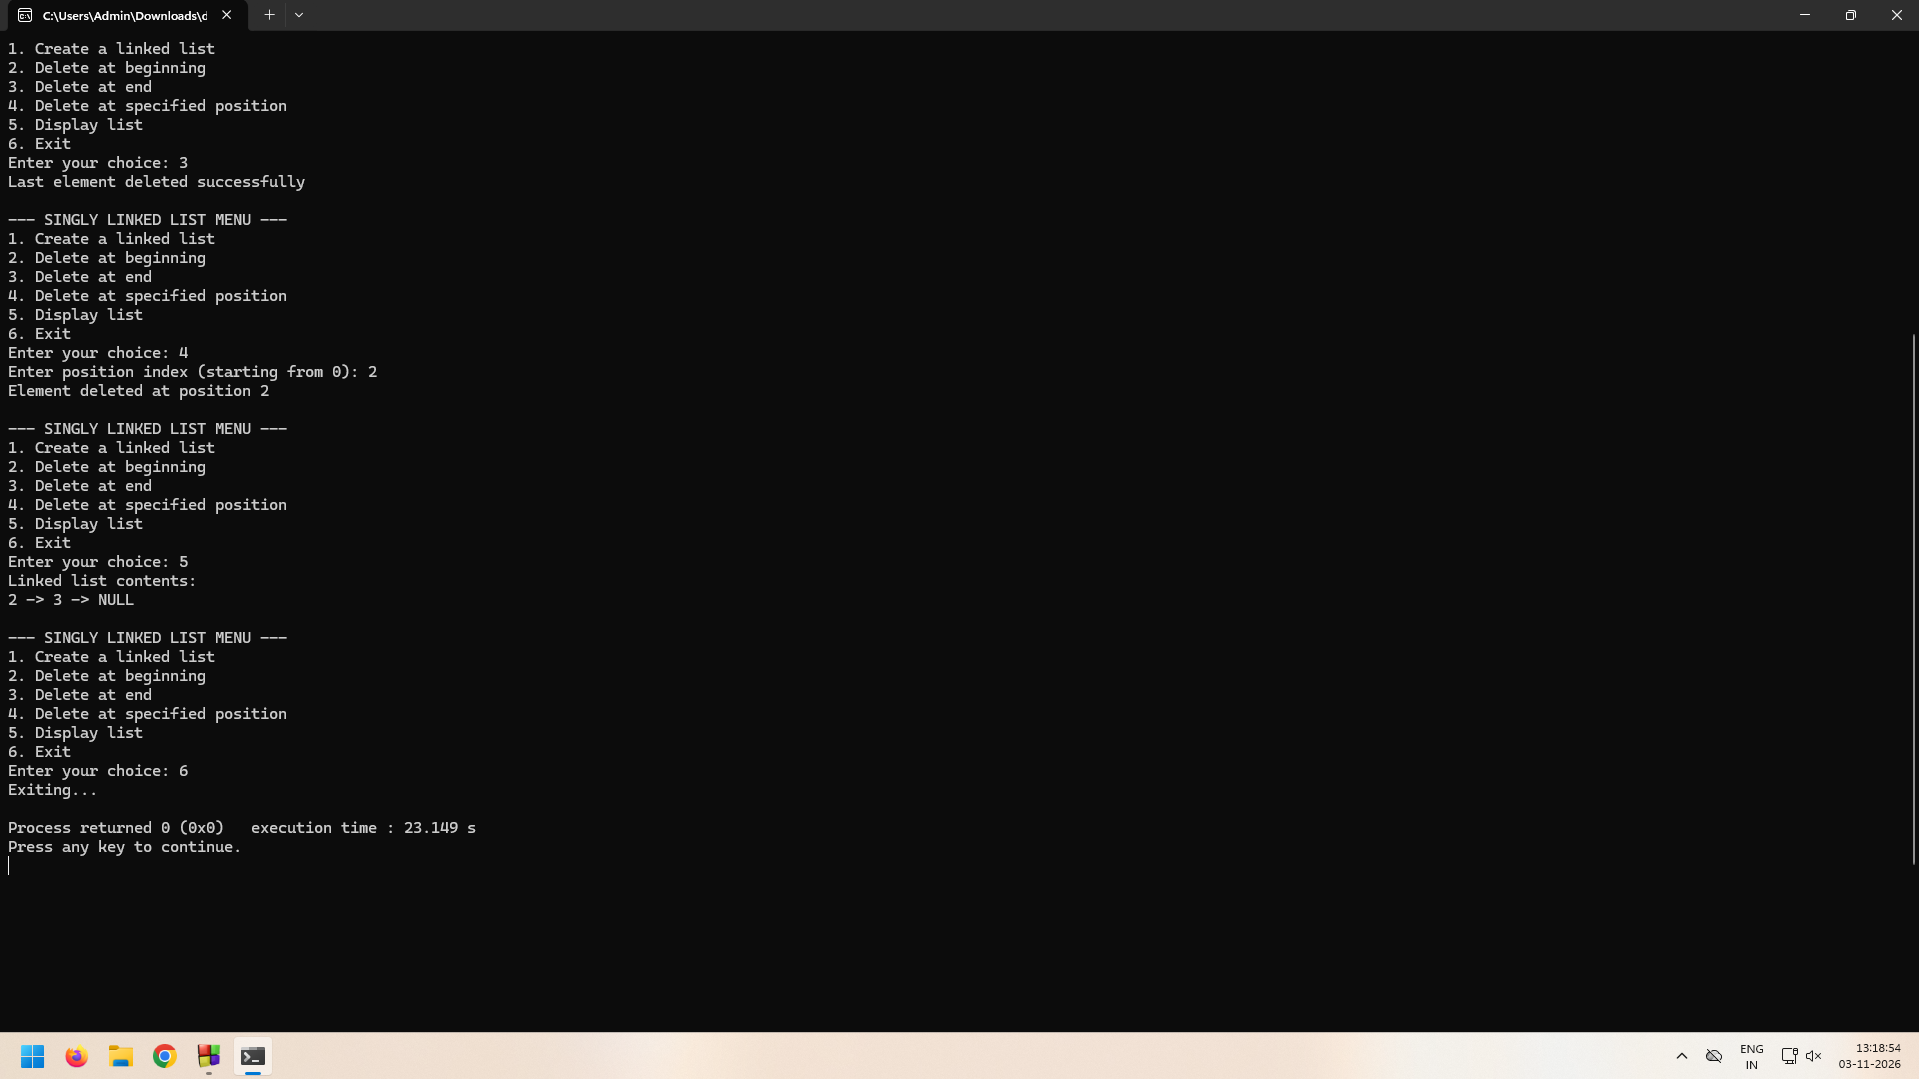 C:\Users\Admin\Downloads\d
1. Create a linked list
2. Delete at beginning
3. Delete at end
4. Delete at specified position
5. Display list
6. Exit
Enter your choice: 3
Last element deleted successfully
--- SINGLY LINKED LIST MENU ---
1. Create a linked list
2. Delete at beginning
3. Delete at end
4. Delete at specified position
5. Display list
6. Exit
Enter your choice: 4
Enter position index (starting from 0): 2
Element deleted at position 2
--- SINGLY LINKED LIST MENU ---
1. Create a linked list
2. Delete at beginning
3. Delete at end
4. Delete at specified position
5. Display list
6. Exit
Enter your choice: 5
Linked list contents:
2 -> 3 -> NULL
--- SINGLY LINKED LIST MENU ---
1. Create a linked list
2. Delete at beginning
3. Delete at end
4. Delete at specified position
5. Display list
6. Exit
Enter your choice: 6
Exiting...
Process returned 0 (0x0)   execution time : 23.149 s
Press any key to continue.
ENG
IN
13:18:54
03-11-2026